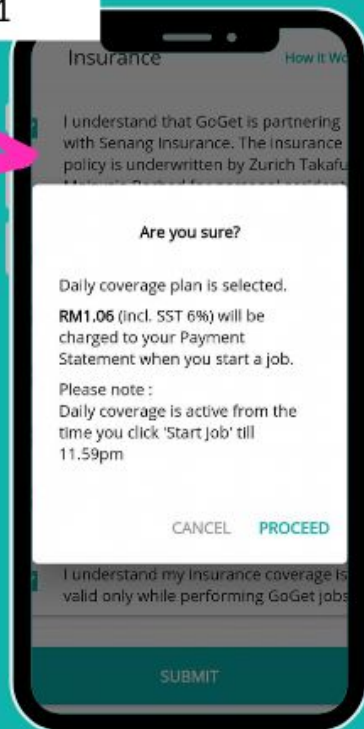 1
Insurance How It Wo
I understand that GoGet is partnering
with Senang Insurance. The insurance
policy is underwritten by Zurich Takafu
Are you sure?
Daily coverage plan is selected.
RM1.06 (incl. SST 6%) will be
charged to your Payment
Statement when you start a job.
Please note :
Daily coverage is active from the
time you click 'Start Job' till
11.59pm
CANCEL PROCEED
I understand my insurance coverage is
valid only while performing GoGet jobs
SUBMIT